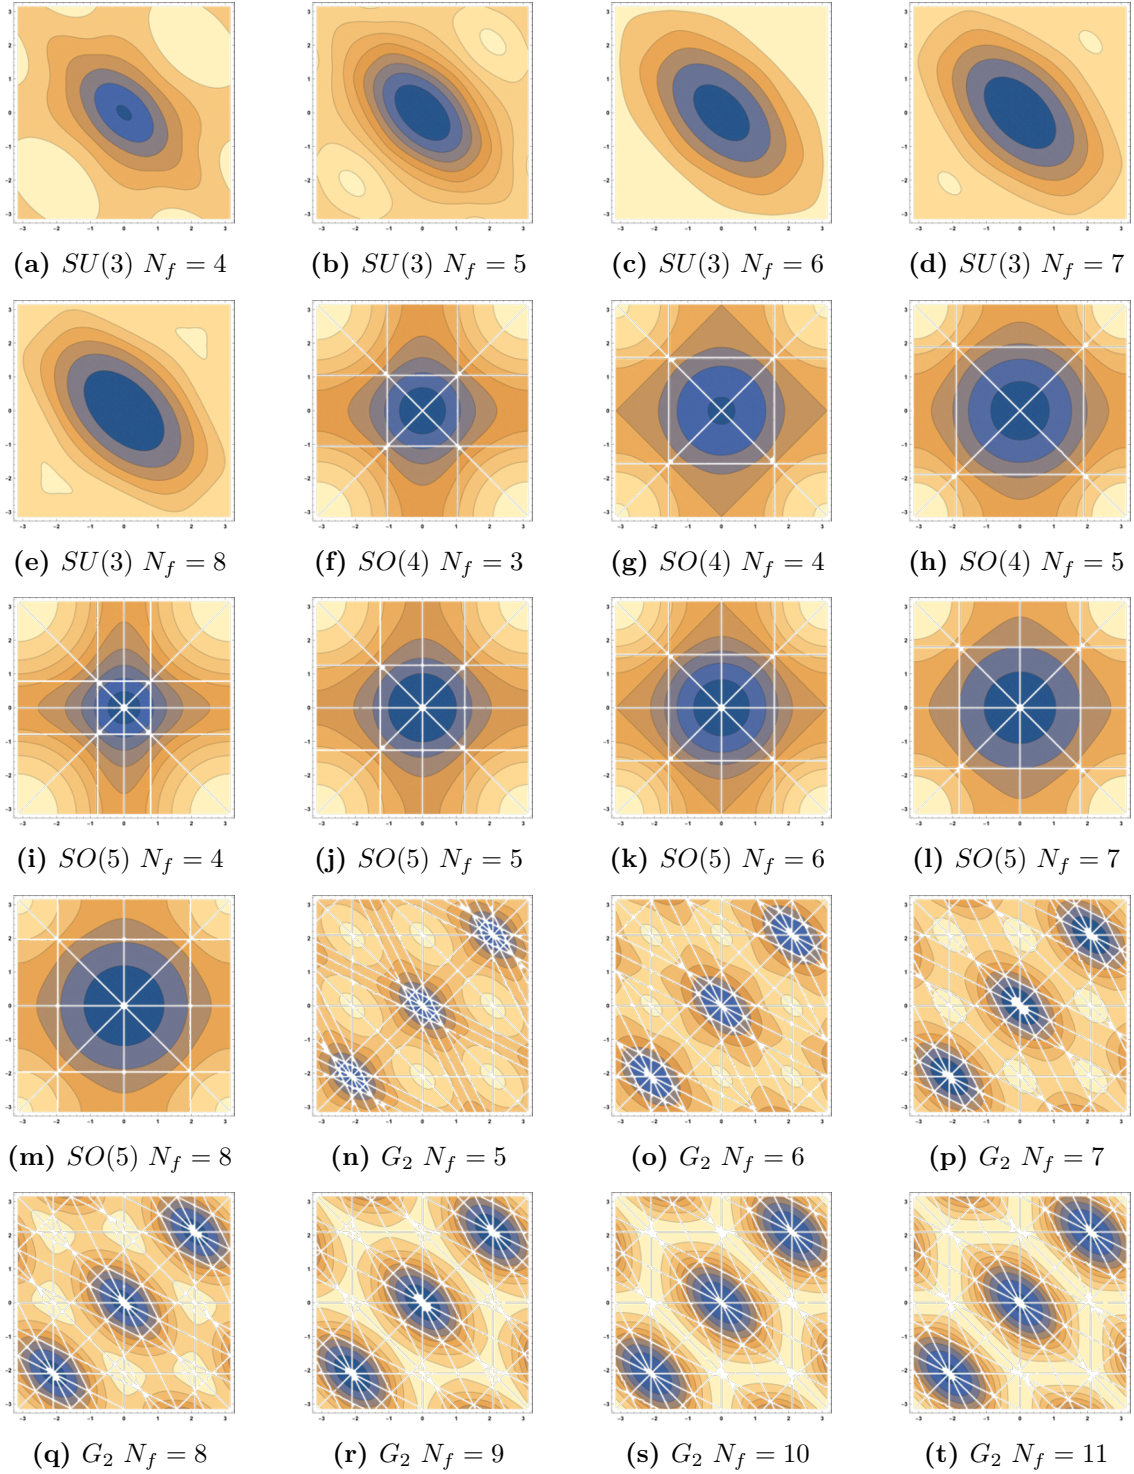 (a) SU(3) N_f = 4
(b) SU(3) N_f = 5
(c) SU(3) N_f = 6
(d) SU(3) N_f = 7
(e) SU(3) N_f = 8
(f) SO(4) N_f = 3
(g) SO(4) N_f = 4
(h) SO(4) N_f = 5
(i) SO(5) N_f = 4
(j) SO(5) N_f = 5
(k) SO(5) N_f = 6
(l) SO(5) N_f = 7
(m) SO(5) N_f = 8
(n) G_2 N_f = 5
(o) G_2 N_f = 6
(p) G_2 N_f = 7
(q) G_2 N_f = 8
(r) G_2 N_f = 9
(s) G_2 N_f = 10
(t) G_2 N_f = 11